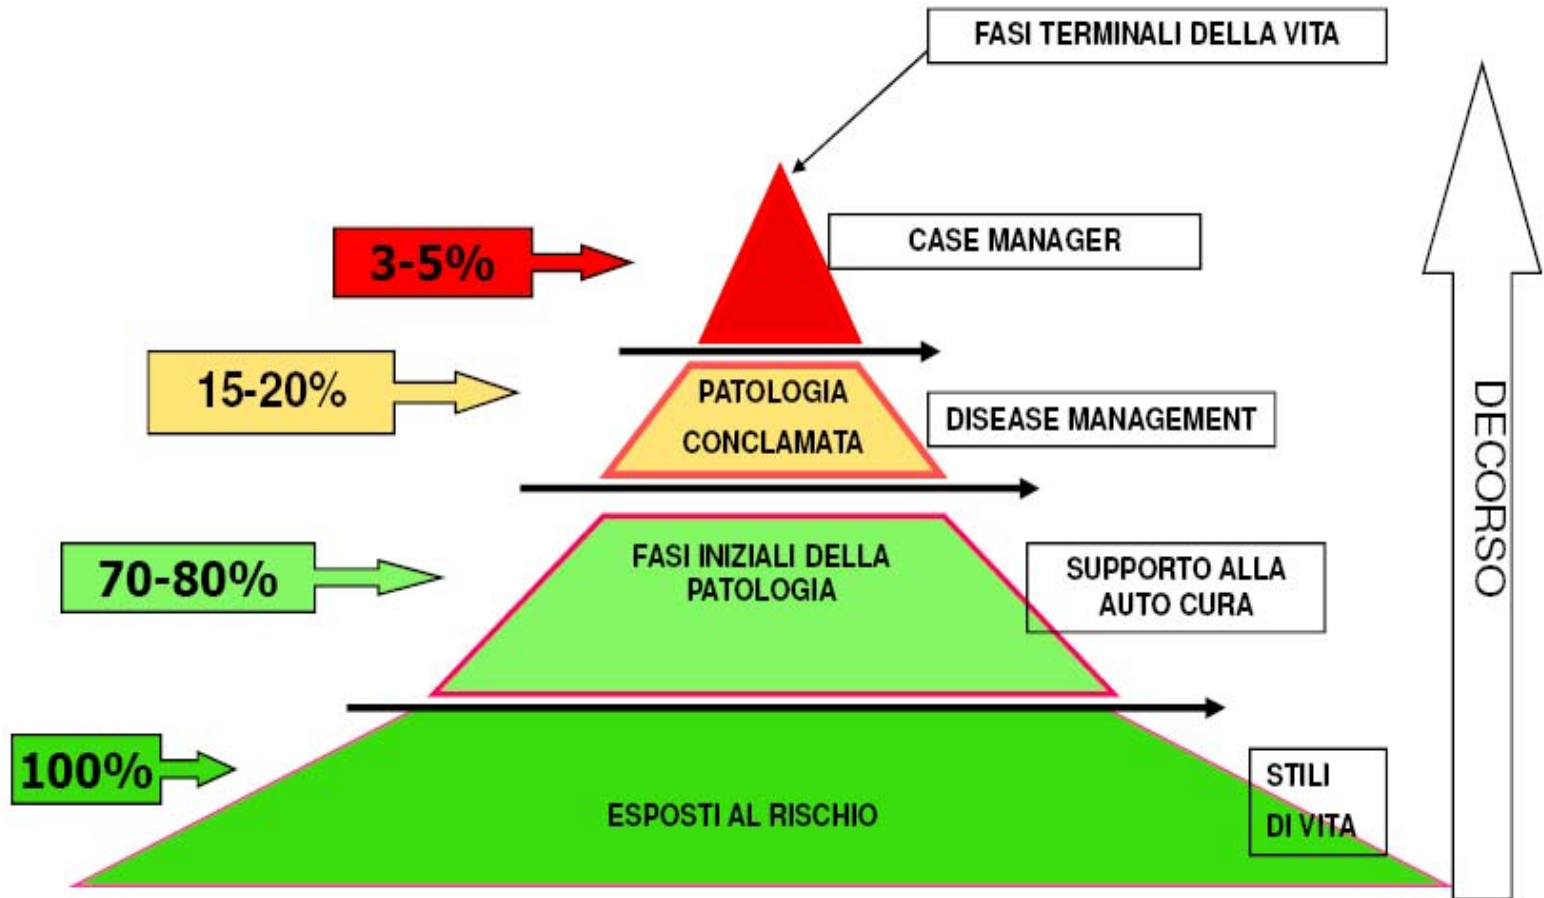 FASI TERMINALI DELLA VITA
3-5%
CASE MANAGER
15-20%
PATOLOGIA
CONCLAMATA
DISEASE MANAGEMENT
70-80%
FASI INIZIALI DELLA
PATOLOGIA
SUPPORTO ALLA
AUTO CURA
100%
ESPOSTI AL RISCHIO
STILI
DI VITA
DECORSO